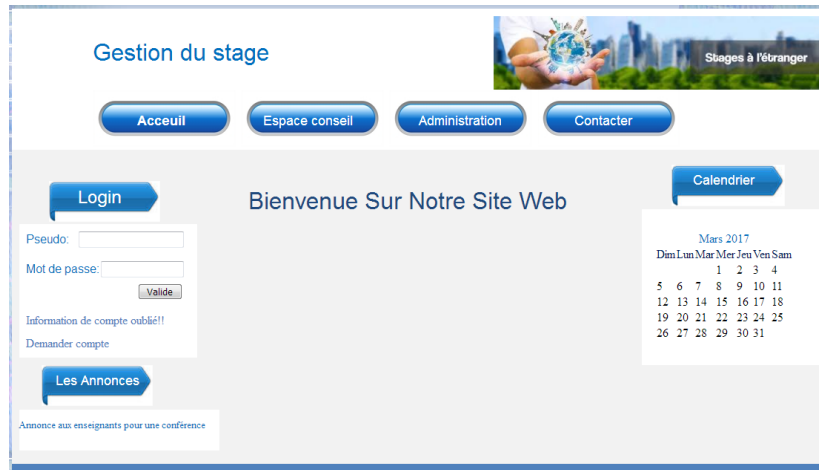 Gestion du stage
Stages à l'étranger
Acceuil
Espace conseil
Administration
Contacter
Login
Pseudo:
Mot de passe:
Valide
Information de compte oublié!!
Demander compte
Les Annonces
Annonce aux enseignants pour une conférence
Bienvenue Sur Notre Site Web
Calendrier
Mars 2017
Dim Lun Mar Mer Jeu Ven Sam
1 2 3 4
5 6 7 8 9 10 11
12 13 14 15 16 17 18
19 20 21 22 23 24 25
26 27 28 29 30 31